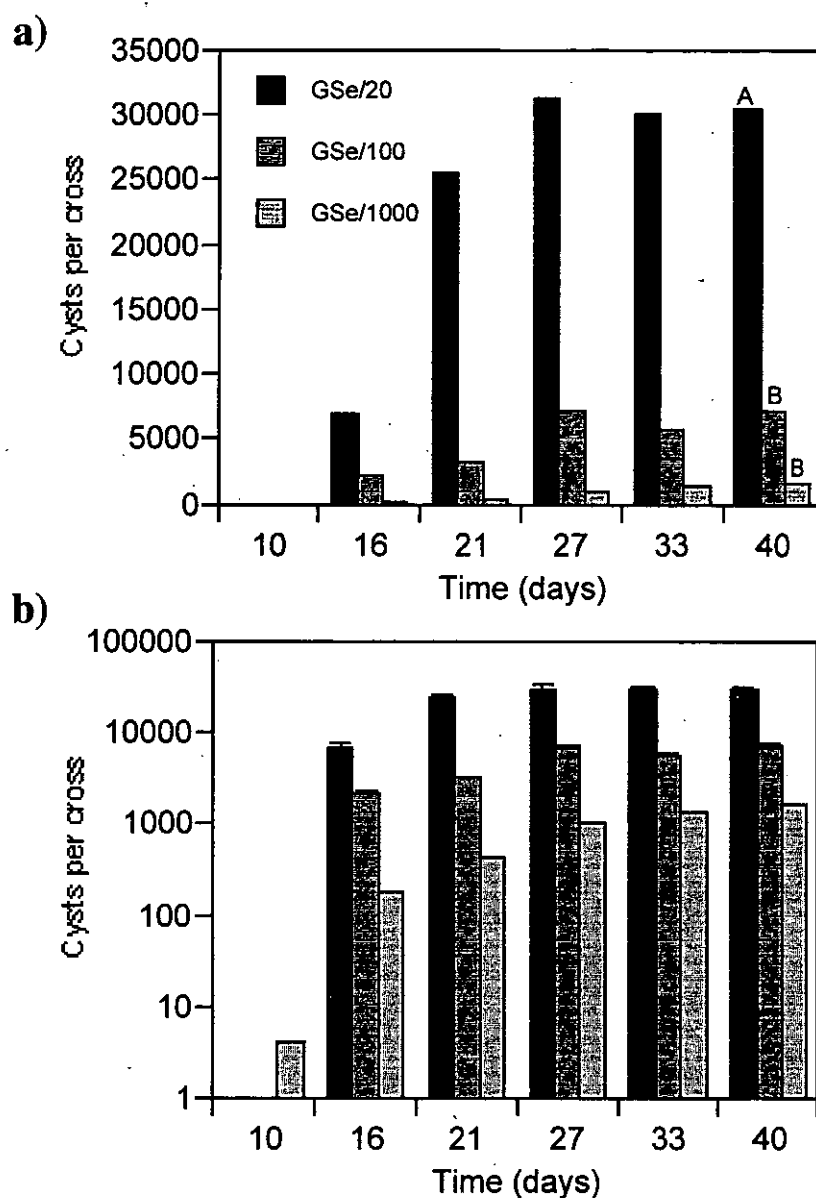 a)
35000
30000
25000
20000
15000
10000
5000
0
Cysts per cross
GSe/20
GSe/100
GSe/1000
A
B
B
10 16 21 27 33 40
Time (days)
b)
100000
10000
1000
100
10
1
Cysts per cross
10 16 21 27 33 40
Time (days)